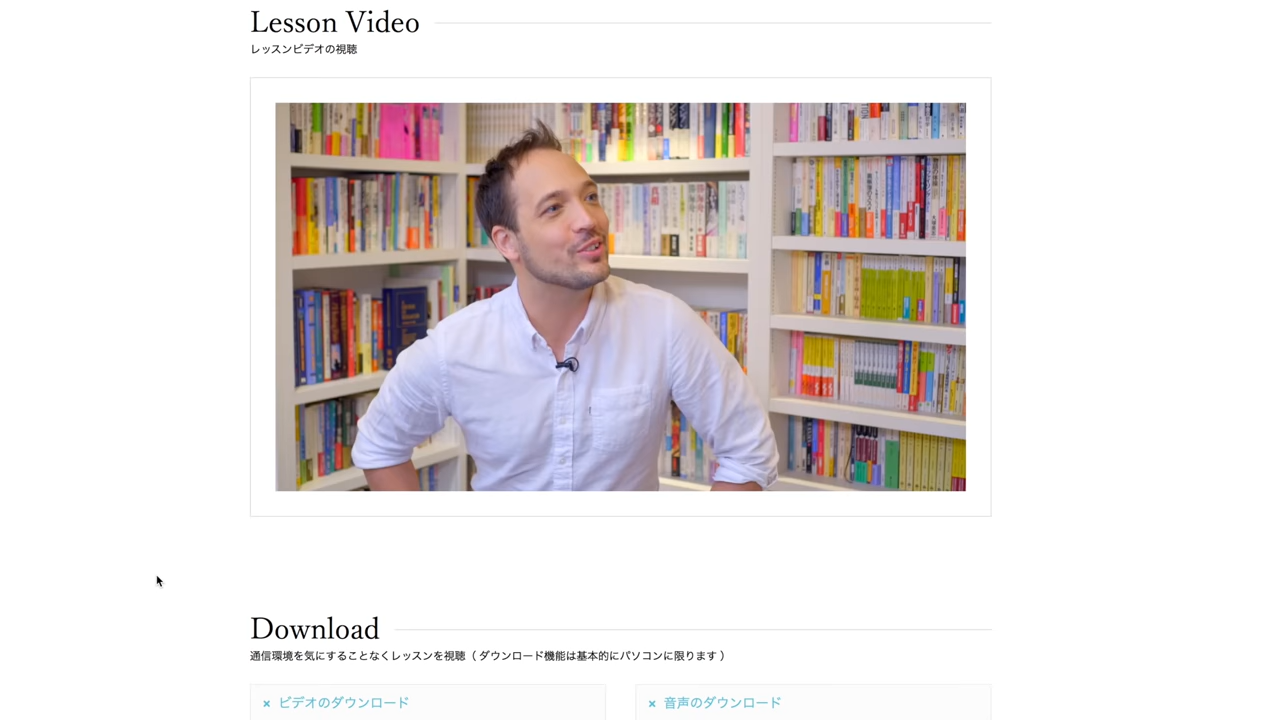 Lesson Video
レッスンビデオの視聴
Download
通信環境を気にすることなくレッスンを視聴（ ダウンロード機能は基本的にパソコンに限ります ）
× ビデオのダウンロード
× 音声のダウンロード